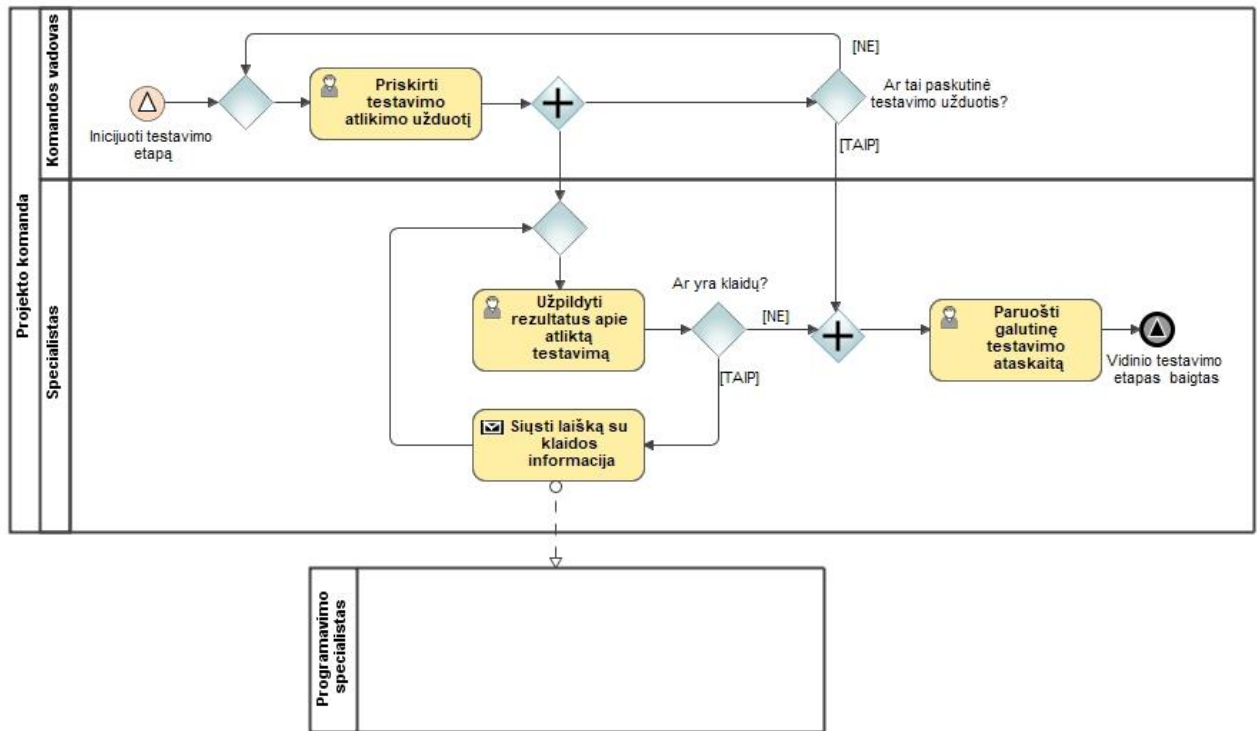 Projekto komanda
Komandos vadovas
Inicijuoti testavimo
etapą
Priskirti
testavimo
atlikimo užduotį
[NE]
Ar tai paskutinė
testavimo užduotis?
[TAIP]
Specialistas
Užpildyti
rezultatus apie
atliktą
testavimą
Ar yra klaidų?
[NE]
[TAIP]
Paruošti
galutinę
testavimo
ataskaitą
Vidinio testavimo
etapas baigtas
Siųsti laišką su
klaidos
informacija
Programavimo
specialistas